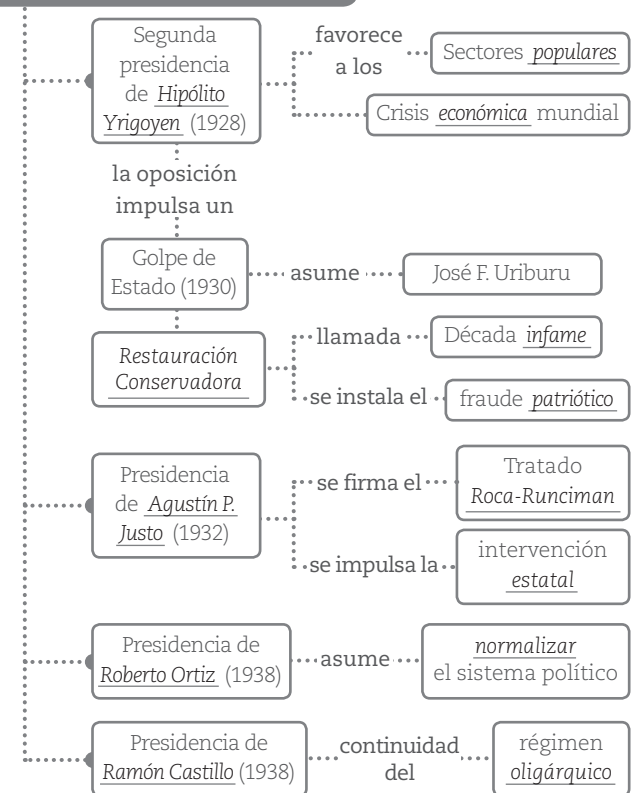 Segunda
presidencia
de Hipólito
Yrigoyen (1928)
favorece
a los
Sectores populares
Crisis económica mundial
la oposición
impulsa un
Golpe de
Estado (1930)
asume
José F. Uriburu
Restauración
Conservadora
llamada
Década infame
se instala el
fraude patriótico
Presidencia
de Agustín P.
Justo (1932)
se firma el
Tratado
Roca-Runciman
se impulsa la
intervención
estatal
Presidencia de
Roberto Ortiz (1938)
asume
normalizar
el sistema político
Presidencia de
Ramón Castillo (1938)
continuidad
del
régimen
oligárquico